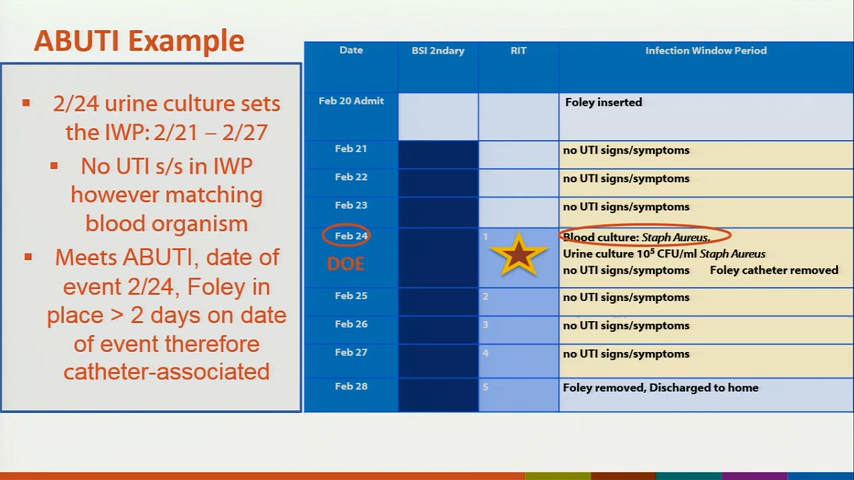 ABUTI Example
▪ 2/24 urine culture sets
the IWP: 2/21 – 2/27
▪ No UTI s/s in IWP
however matching
blood organism
▪ Meets ABUTI, date of
event 2/24, Foley in
place > 2 days on date
of event therefore
catheter-associated
Date BSI 2ndary RIT Infection Window Period
Feb 20 Admit Foley inserted
Feb 21 no UTI signs/symptoms
Feb 22 no UTI signs/symptoms
Feb 23 no UTI signs/symptoms
Feb 24 1 Blood culture: Staph Aureus.
Urine culture 10⁵ CFU/ml Staph Aureus
DOE no UTI signs/symptoms Foley catheter removed
Feb 25 2 no UTI signs/symptoms
Feb 26 3 no UTI signs/symptoms
Feb 27 4 no UTI signs/symptoms
Feb 28 5 Foley removed, Discharged to home